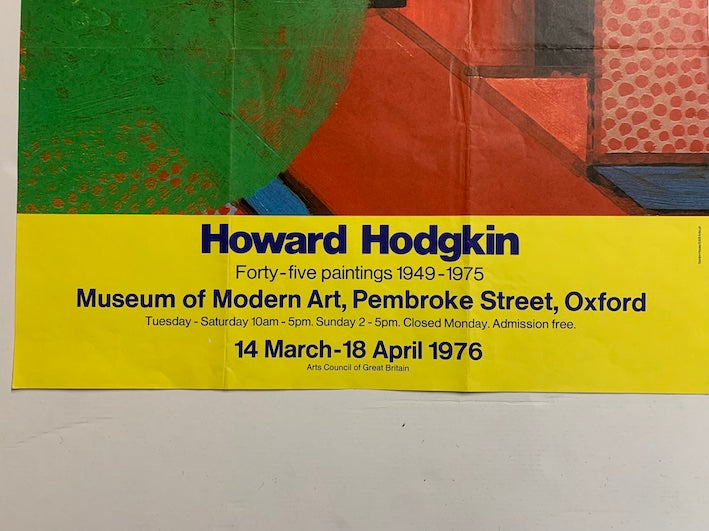 Howard Hodgkin
Forty-five paintings 1949-1975
Museum of Modern Art, Pembroke Street, Oxford
Tuesday - Saturday 10am - 5pm. Sunday 2 - 5pm. Closed Monday. Admission free.
14 March-18 April 1976
Arts Council of Great Britain